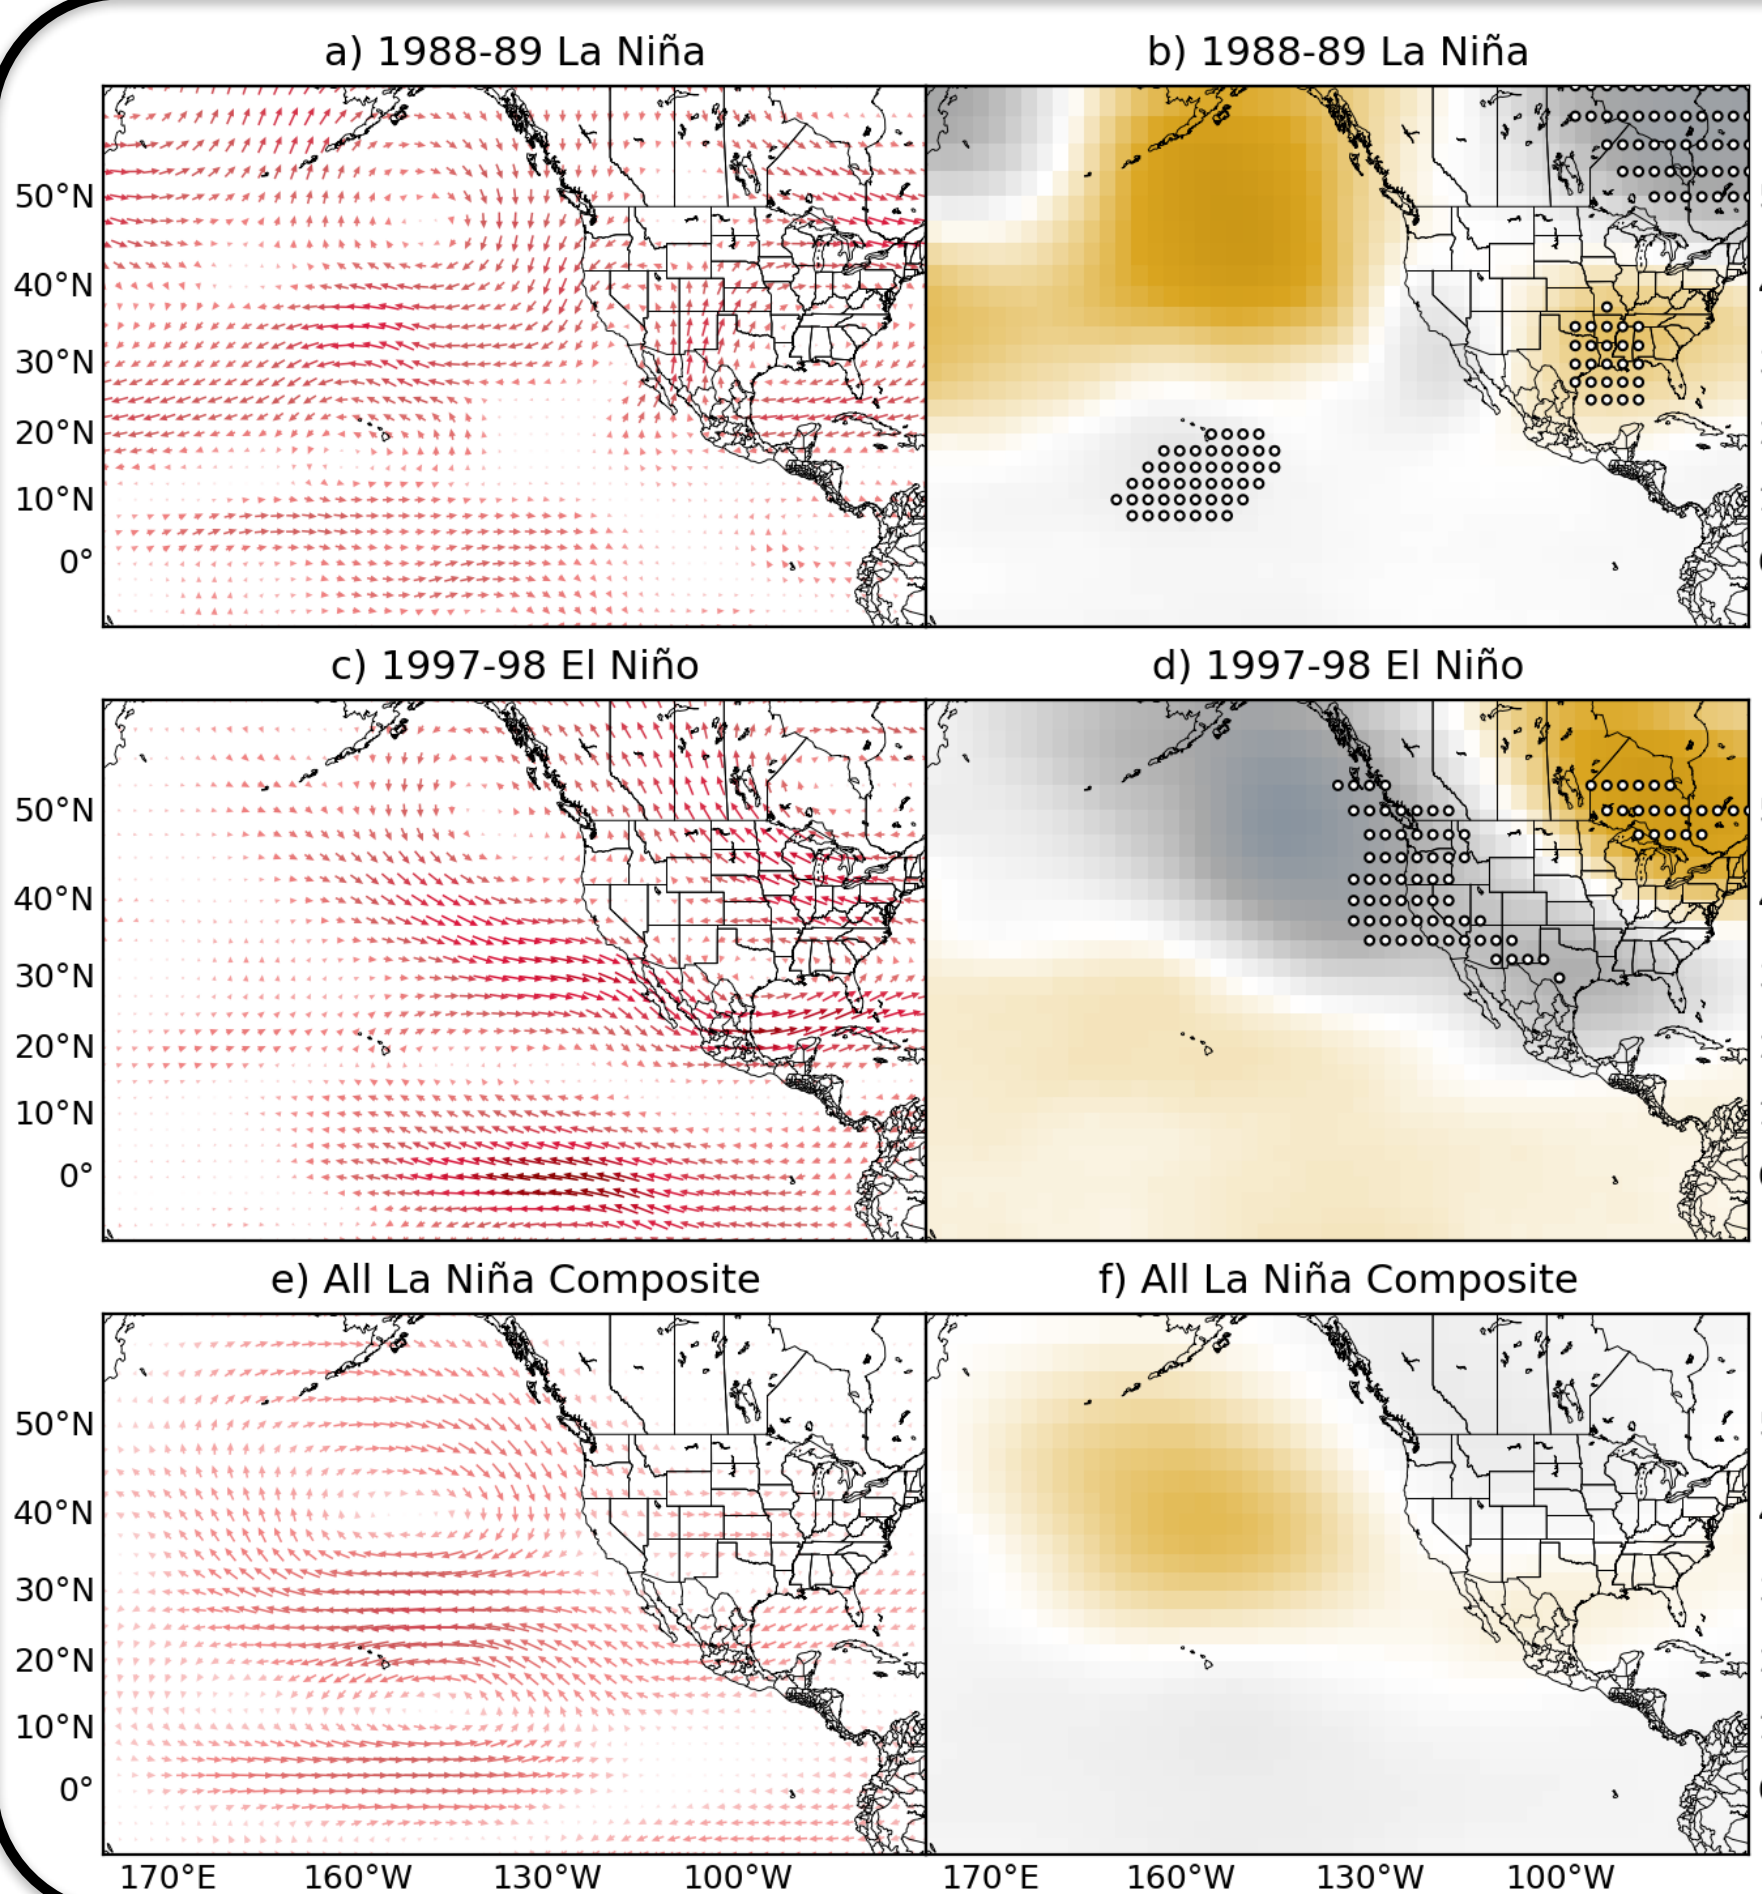 a) 1988-89 La Niña
b) 1988-89 La Niña
50°N
40°N
30°N
20°N
10°N
0°
c) 1997-98 El Niño
d) 1997-98 El Niño
50°N
40°N
30°N
20°N
10°N
0°
e) All La Niña Composite
f) All La Niña Composite
50°N
40°N
30°N
20°N
10°N
0°
170°E 160°W 130°W 100°W 170°E 160°W 130°W 100°W